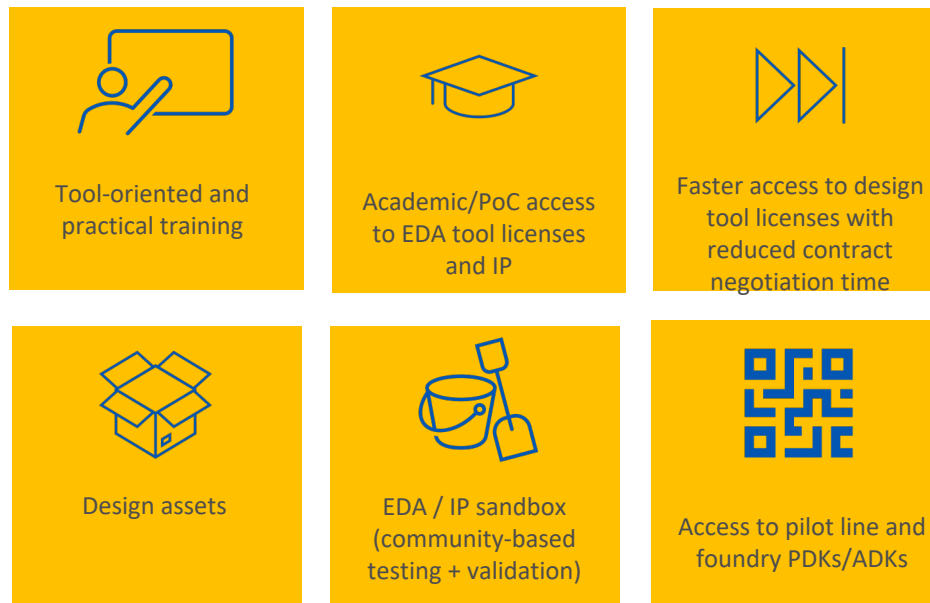 Tool-oriented and
practical training
Academic/PoC access
to EDA tool licenses
and IP
Faster access to design
tool licenses with
reduced contract
negotiation time
Design assets
EDA / IP sandbox
(community-based
testing + validation)
Access to pilot line and
foundry PDKs/ADKs